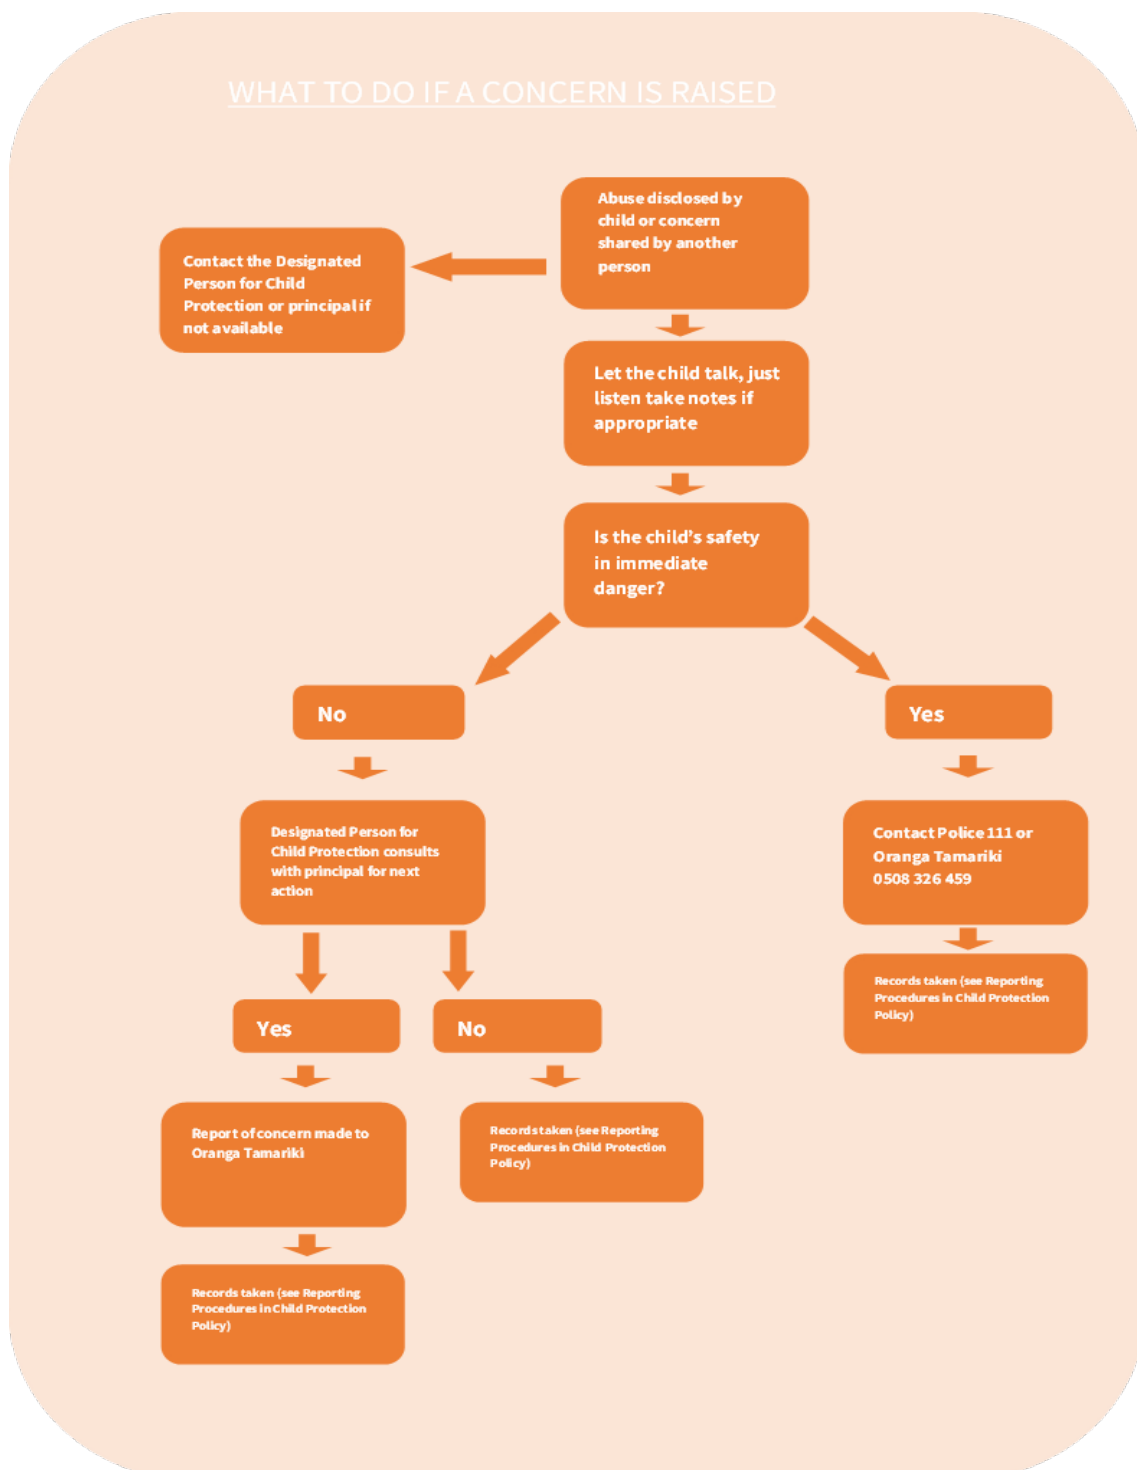 WHAT TO DO IF A CONCERN IS RAISED
Abuse disclosed by
child or concern
shared by another
person
Contact the Designated
Person for Child
Protection or principal if
not available
Let the child talk, just
listen take notes if
appropriate
Is the child’s safety
in immediate
danger?
No
Yes
Designated Person for
Child Protection consults
with principal for next
action
Contact Police 111 or
Oranga Tamariki
0508 326 459
Records taken (see Reporting
Procedures in Child Protection
Policy)
Yes
No
Report of concern made to
Oranga Tamariki
Records taken (see Reporting
Procedures in Child Protection
Policy)
Records taken (see Reporting
Procedures in Child Protection
Policy)